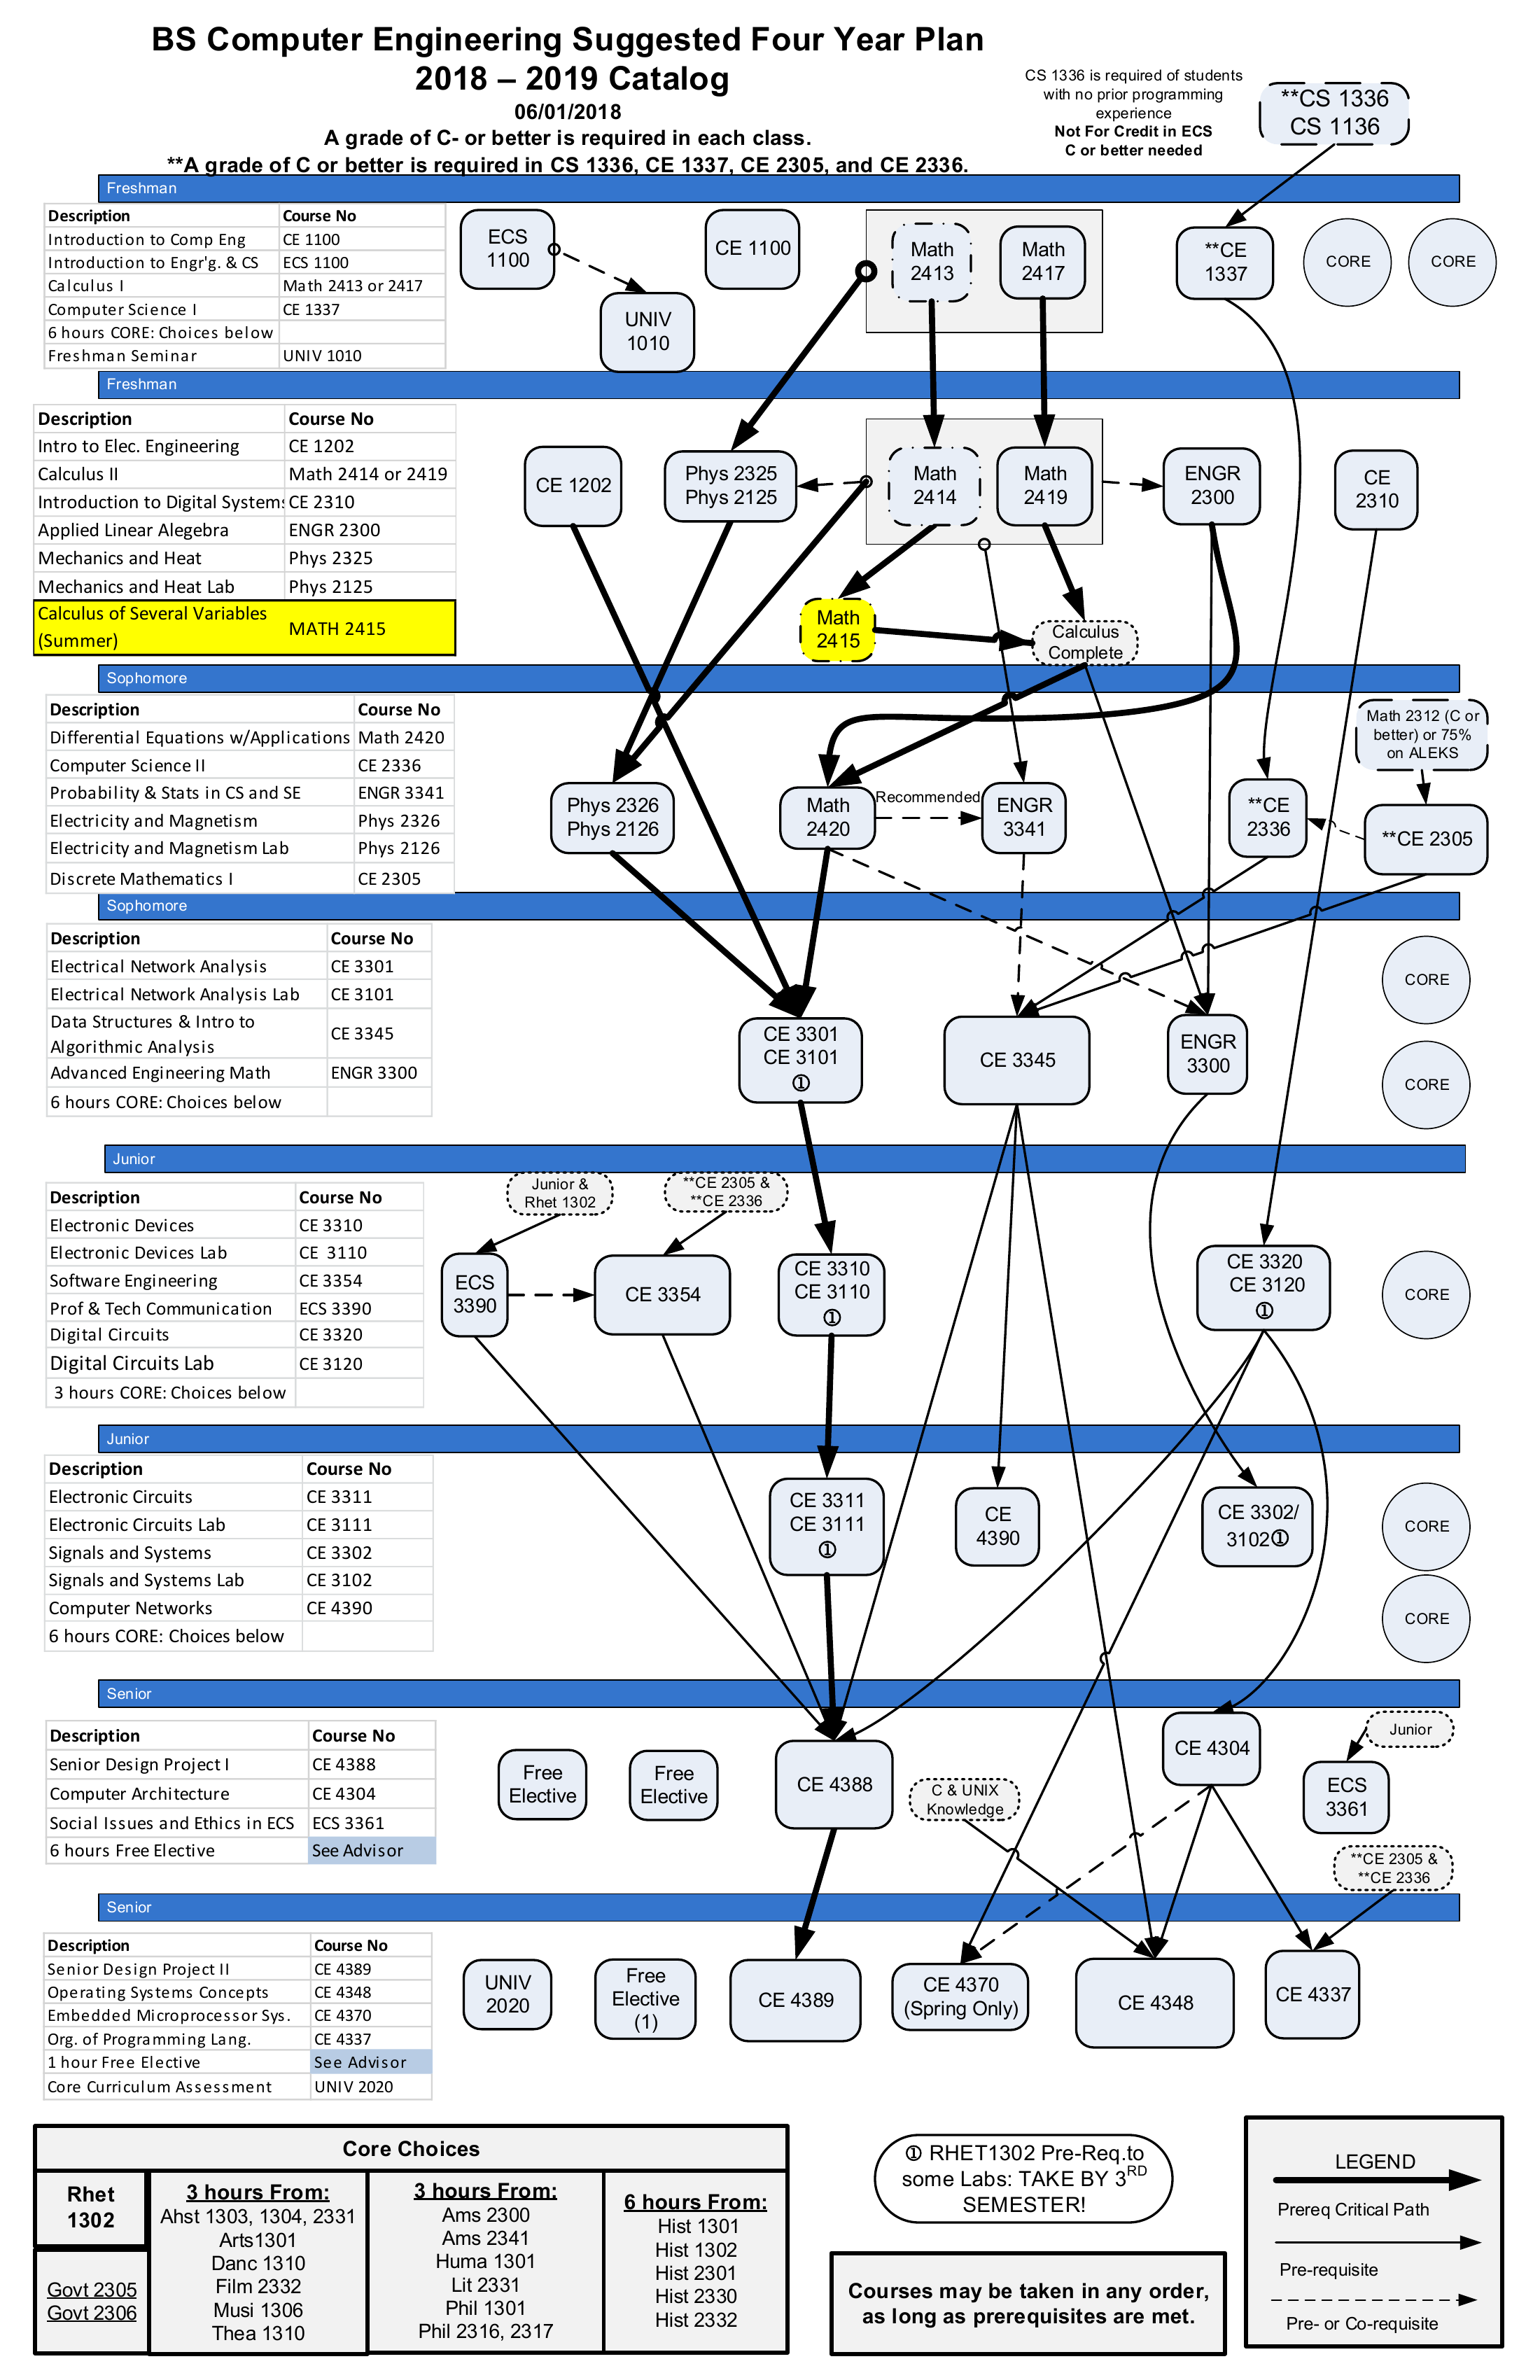 BS Computer Engineering Suggested Four Year Plan
2018 – 2019 Catalog
06/01/2018
A grade of C- or better is required in each class.
**A grade of C or better is required in CS 1336, CE 1337, CE 2305, and CE 2336.
CS 1336 is required of students
with no prior programming
experience
Not For Credit in ECS
C or better needed
**CS 1336
CS 1136
Freshman
Description Course No
Introduction to Comp Eng CE 1100
Introduction to Engr'g. & CS ECS 1100
Calculus I Math 2413 or 2417
Computer Science I CE 1337
6 hours CORE: Choices below
Freshman Seminar UNIV 1010
ECS
1100
UNIV
1010
CE 1100
Math
2413
Math
2417
**CE
1337
CORE
CORE
Freshman
Description Course No
Intro to Elec. Engineering CE 1202
Calculus II Math 2414 or 2419
Introduction to Digital Systems CE 2310
Applied Linear Alegebra ENGR 2300
Mechanics and Heat Phys 2325
Mechanics and Heat Lab Phys 2125
Calculus of Several Variables
(Summer) MATH 2415
CE 1202
Phys 2325
Phys 2125
Math
2414
Math
2419
ENGR
2300
CE
2310
Math
2415
Calculus
Complete
Sophomore
Description Course No
Differential Equations w/Applications Math 2420
Computer Science II CE 2336
Probability & Stats in CS and SE ENGR 3341
Electricity and Magnetism Phys 2326
Electricity and Magnetism Lab Phys 2126
Discrete Mathematics I CE 2305
Phys 2326
Phys 2126
Math
2420
Recommended
ENGR
3341
**CE
2336
Math 2312 (C or
better) or 75%
on ALEKS
**CE 2305
Sophomore
Description Course No
Electrical Network Analysis CE 3301
Electrical Network Analysis Lab CE 3101
Data Structures & Intro to
Algorithmic Analysis CE 3345
Advanced Engineering Math ENGR 3300
6 hours CORE: Choices below
CE 3301
CE 3101
①
CE 3345
ENGR
3300
CORE
CORE
Junior
Description Course No
Electronic Devices CE 3310
Electronic Devices Lab CE 3110
Software Engineering CE 3354
Prof & Tech Communication ECS 3390
Digital Circuits CE 3320
Digital Circuits Lab CE 3120
3 hours CORE: Choices below
Junior &
Rhet 1302
**CE 2305 &
**CE 2336
ECS
3390
CE 3354
CE 3310
CE 3110
①
CE 3320
CE 3120
①
CORE
Junior
Description Course No
Electronic Circuits CE 3311
Electronic Circuits Lab CE 3111
Signals and Systems CE 3302
Signals and Systems Lab CE 3102
Computer Networks CE 4390
6 hours CORE: Choices below
CE 3311
CE 3111
①
CE
4390
CE 3302/
3102①
CORE
CORE
Senior
Description Course No
Senior Design Project I CE 4388
Computer Architecture CE 4304
Social Issues and Ethics in ECS ECS 3361
6 hours Free Elective See Advisor
Free
Elective
Free
Elective
CE 4388
C & UNIX
Knowledge
CE 4304
Junior
ECS
3361
**CE 2305 &
**CE 2336
Senior
Description Course No
Senior Design Project II CE 4389
Operating Systems Concepts CE 4348
Embedded Microprocessor Sys. CE 4370
Org. of Programming Lang. CE 4337
1 hour Free Elective See Advisor
Core Curriculum Assessment UNIV 2020
UNIV
2020
Free
Elective
(1)
CE 4389
CE 4370
(Spring Only)
CE 4348
CE 4337
Core Choices
Rhet
1302
Govt 2305
Govt 2306
3 hours From:
Ahst 1303, 1304, 2331
Arts1301
Danc 1310
Film 2332
Musi 1306
Thea 1310
3 hours From:
Ams 2300
Ams 2341
Huma 1301
Lit 2331
Phil 1301
Phil 2316, 2317
6 hours From:
Hist 1301
Hist 1302
Hist 2301
Hist 2330
Hist 2332
① RHET1302 Pre-Req.to
some Labs: TAKE BY 3RD
SEMESTER!
Courses may be taken in any order,
as long as prerequisites are met.
LEGEND
Prereq Critical Path
Pre-requisite
Pre- or Co-requisite